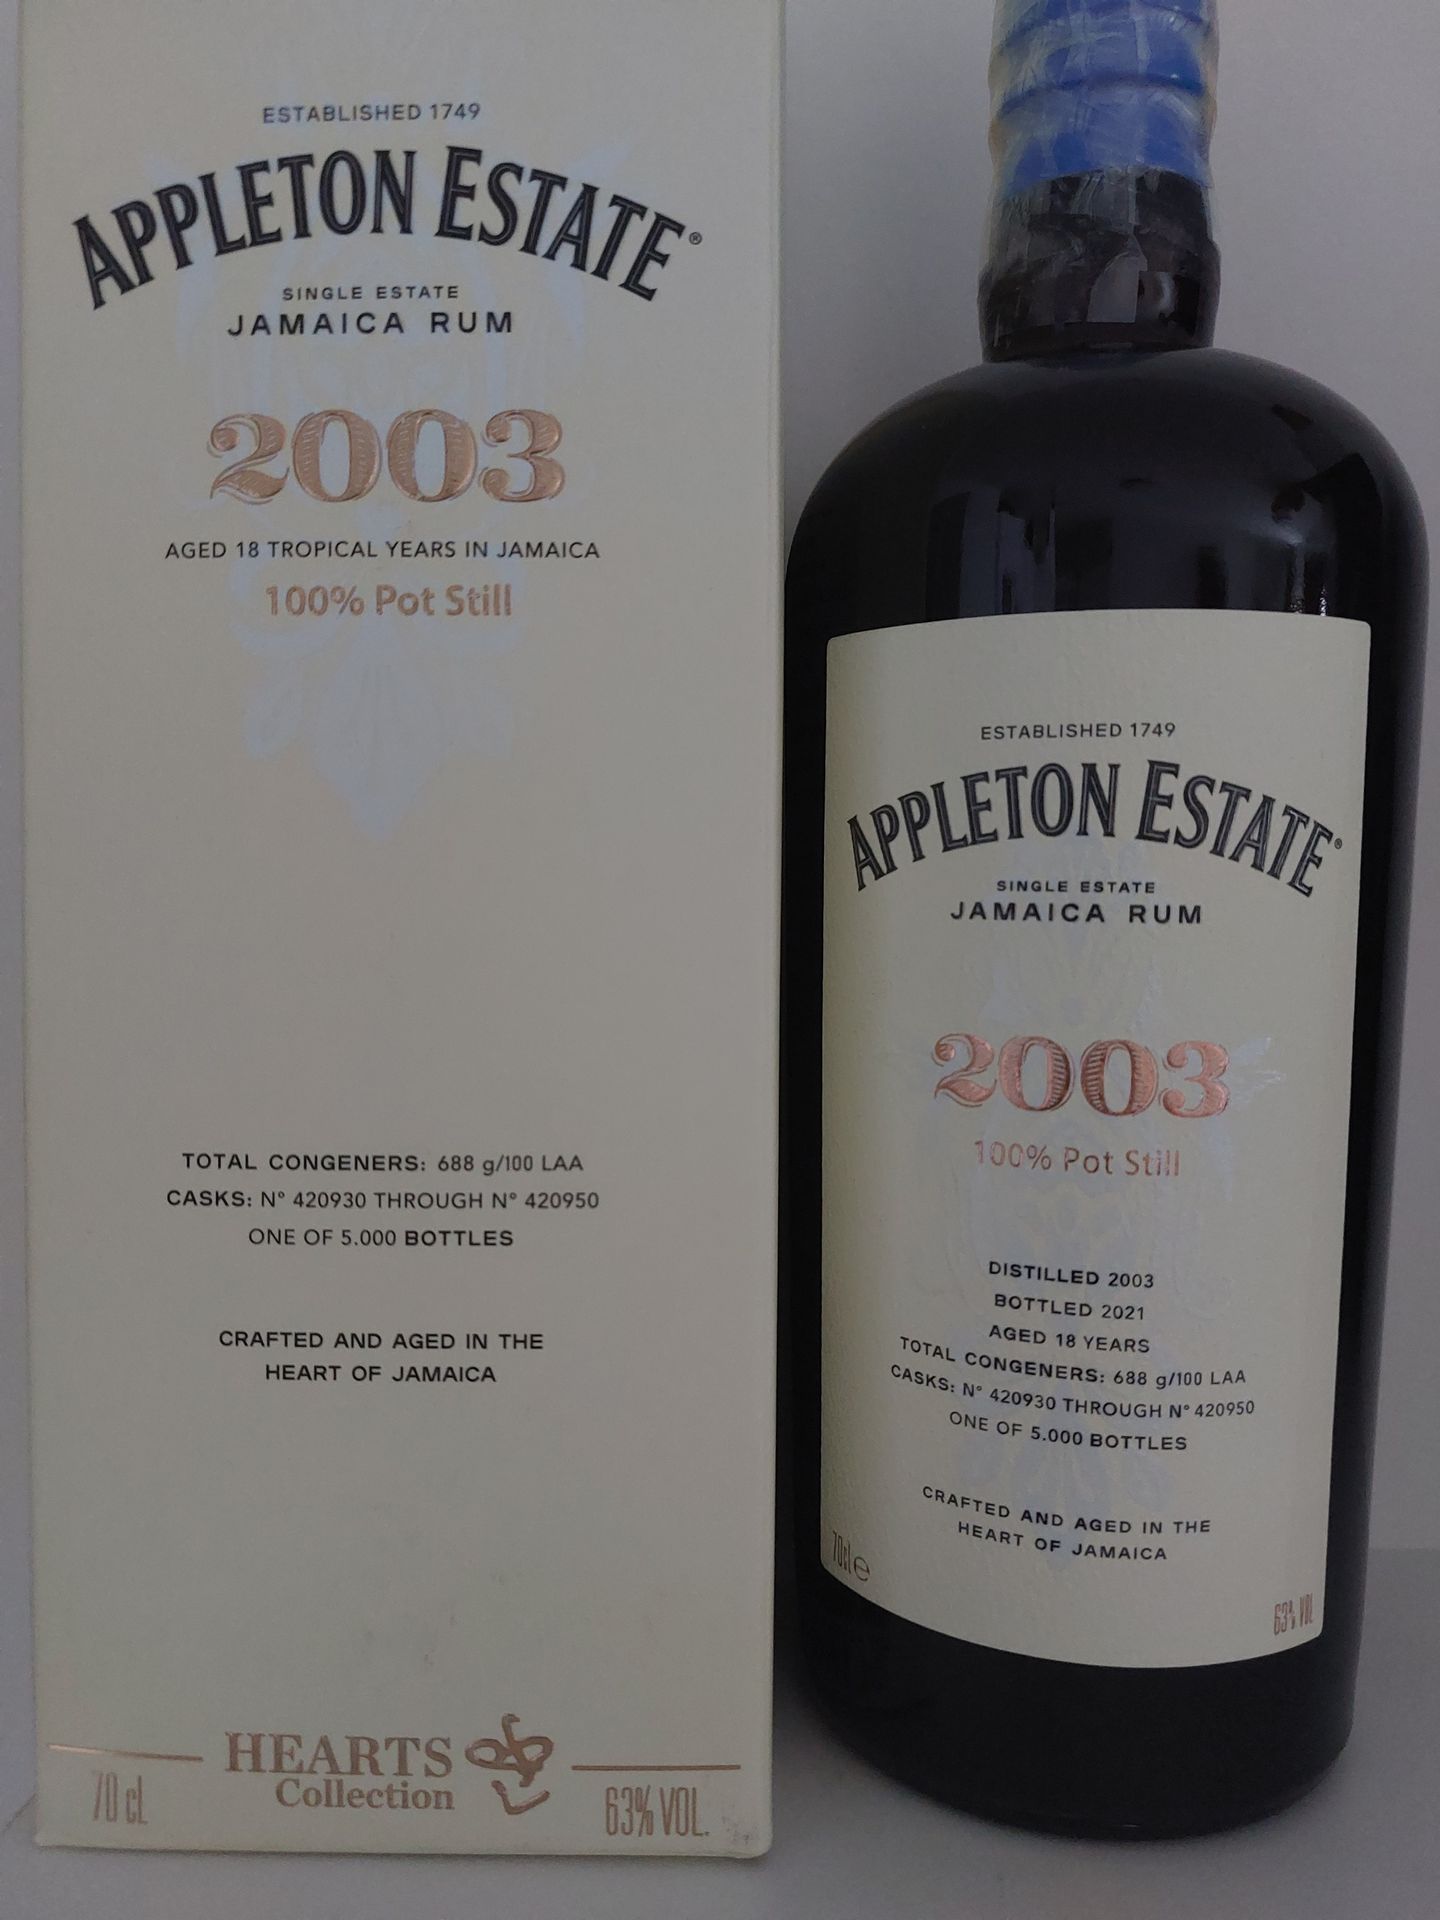 ESTABLISHED 1749
APPLETON ESTATE®
SINGLE ESTATE
JAMAICA RUM
2003
AGED 18 TROPICAL YEARS IN JAMAICA
100% Pot Still
TOTAL CONGENERS: 688 g/100 LAA
CASKS: N° 420930 THROUGH N° 420950
ONE OF 5.000 BOTTLES
CRAFTED AND AGED IN THE
HEART OF JAMAICA
HEARTS
Collection
70 cL
63% VOL.
ESTABLISHED 1749
APPLETON ESTATE®
SINGLE ESTATE
JAMAICA RUM
2003
100% Pot Still
DISTILLED 2003
BOTTLED 2021
AGED 18 YEARS
TOTAL CONGENERS: 688 g/100 LAA
CASKS: N° 420930 THROUGH N° 420950
ONE OF 5.000 BOTTLES
CRAFTED AND AGED IN THE
HEART OF JAMAICA
70cl ℮
63% VOL